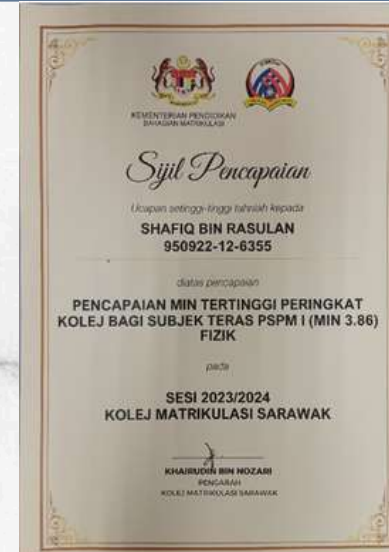 KEMENTERIAN PENDIDIKAN
BAHAGIAN MATRIKULASI
Sijil Pencapaian
Ucapan setinggi-tinggi tahniah kepada
SHAFIQ BIN RASULAN
950922-12-6355
diatas pencapaian
PENCAPAIAN MIN TERTINGGI PERINGKAT
KOLEJ BAGI SUBJEK TERAS PSPM I (MIN 3.86)
FIZIK
pada
SESI 2023/2024
KOLEJ MATRIKULASI SARAWAK
KHAIRUDIN BIN NOZARI
PENGARAH
KOLEJ MATRIKULASI SARAWAK